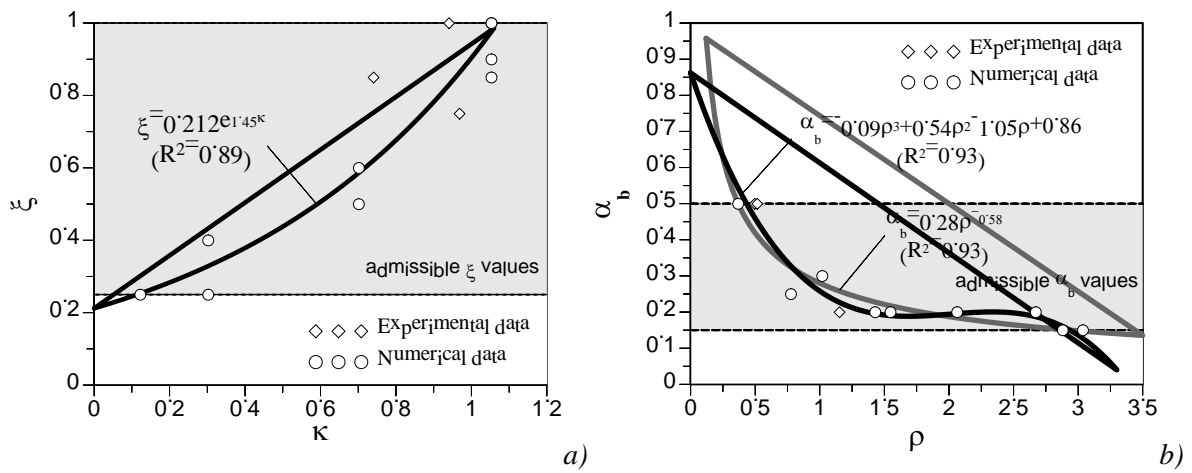 1
0·8
0·6
0·4
0·2
0
ξ
ξ=0·212e^1·45κ
(R²=0·89)
admissible ξ values
Experimental data
Numerical data
0 0·2 0·4 0·6 0·8 1 1·2
κ
a)
1
0·9
0·8
0·7
0·6
0·5
0·4
0·3
0·2
0·1
0
α_b
Experimental data
Numerical data
α_b=-0·09ρ³+0·54ρ²-1·05ρ+0·86
(R²=0·93)
α_b=0·28ρ^-0·58
(R²=0·93)
admissible α_b values
0 0·5 1 1·5 2 2·5 3 3·5
ρ
b)